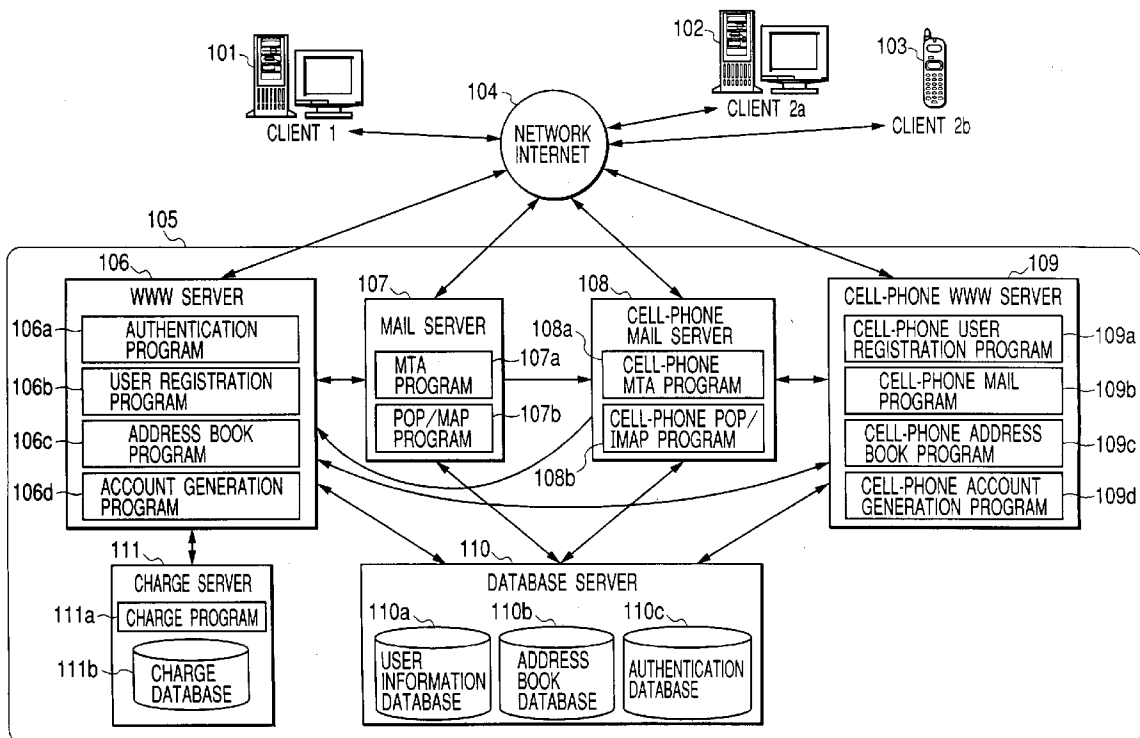 101
CLIENT 1
102
CLIENT 2a
103
CLIENT 2b
104
NETWORK
INTERNET
105
106
WWW SERVER
106a
AUTHENTICATION
PROGRAM
106b
USER REGISTRATION
PROGRAM
106c
ADDRESS BOOK
PROGRAM
106d
ACCOUNT GENERATION
PROGRAM
107
MAIL SERVER
107a
MTA
PROGRAM
107b
POP/MAP
PROGRAM
108
CELL-PHONE
MAIL SERVER
108a
CELL-PHONE
MTA PROGRAM
CELL-PHONE POP/
IMAP PROGRAM
108b
109
CELL-PHONE WWW SERVER
CELL-PHONE USER
REGISTRATION PROGRAM
109a
CELL-PHONE MAIL
PROGRAM
109b
CELL-PHONE ADDRESS
BOOK PROGRAM
109c
CELL-PHONE ACCOUNT
GENERATION PROGRAM
109d
111
CHARGE SERVER
111a
CHARGE PROGRAM
111b
CHARGE
DATABASE
110
DATABASE SERVER
110a
USER
INFORMATION
DATABASE
110b
ADDRESS
BOOK
DATABASE
110c
AUTHENTICATION
DATABASE